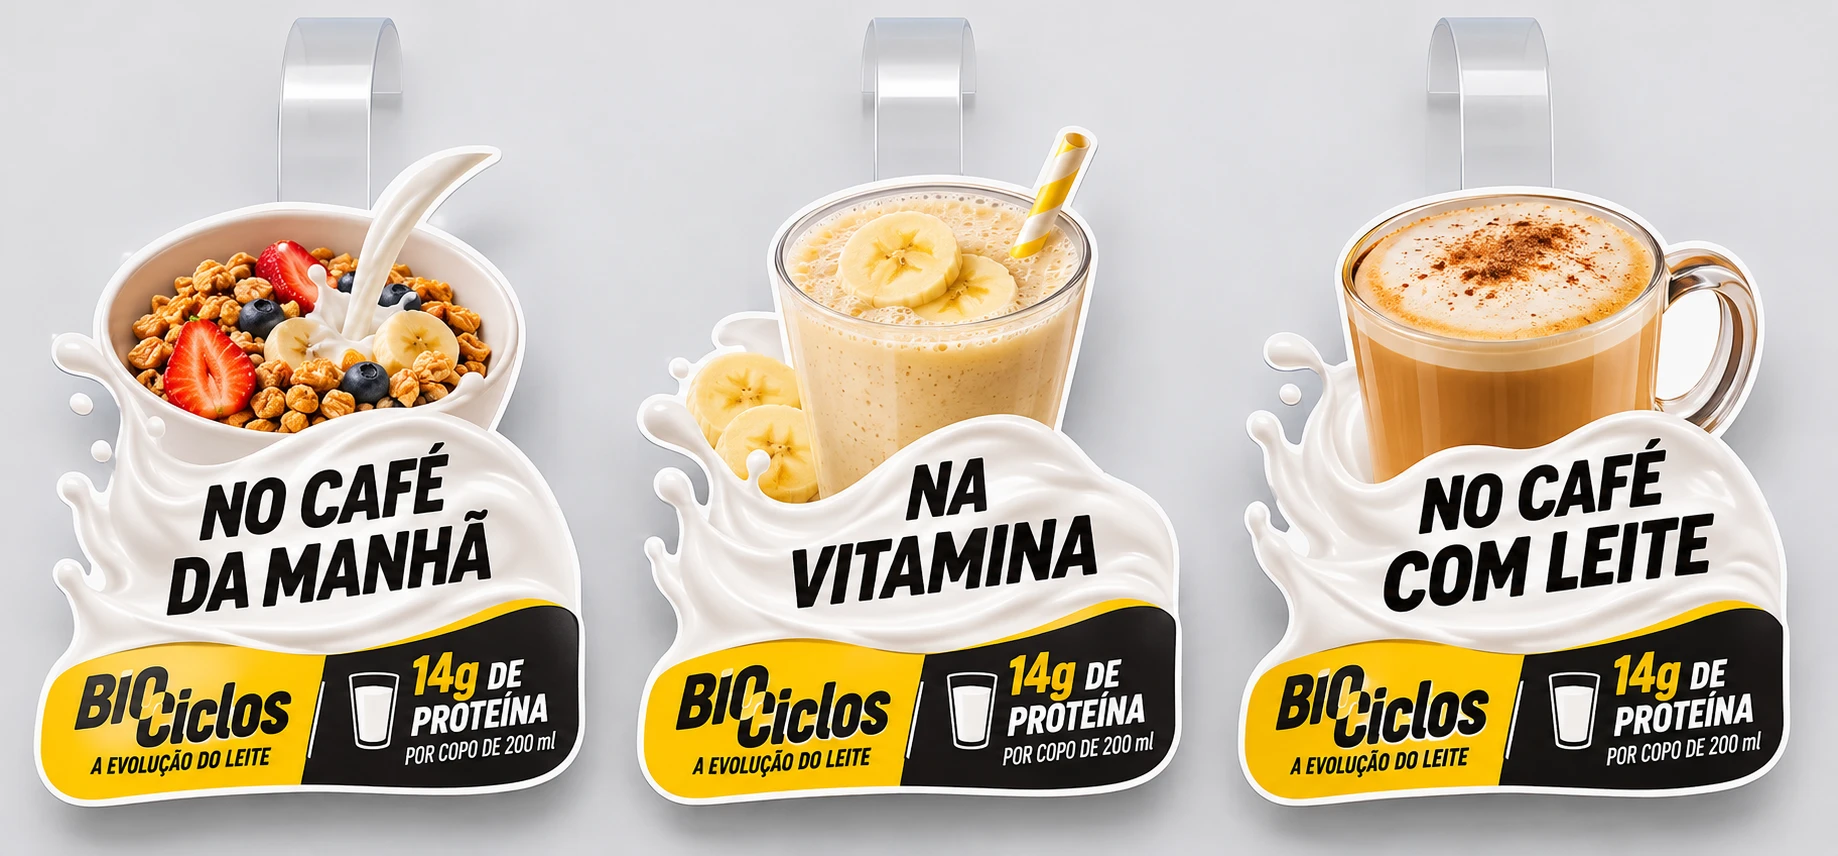 NO CAFÉ
DA MANHÃ
BIOCiclos
A EVOLUÇÃO DO LEITE
14g DE
PROTEÍNA
POR COPO DE 200 ml
NA
VITAMINA
BIOCiclos
A EVOLUÇÃO DO LEITE
14g DE
PROTEÍNA
POR COPO DE 200 ml
NO CAFÉ
COM LEITE
BIOCiclos
A EVOLUÇÃO DO LEITE
14g DE
PROTEÍNA
POR COPO DE 200 ml